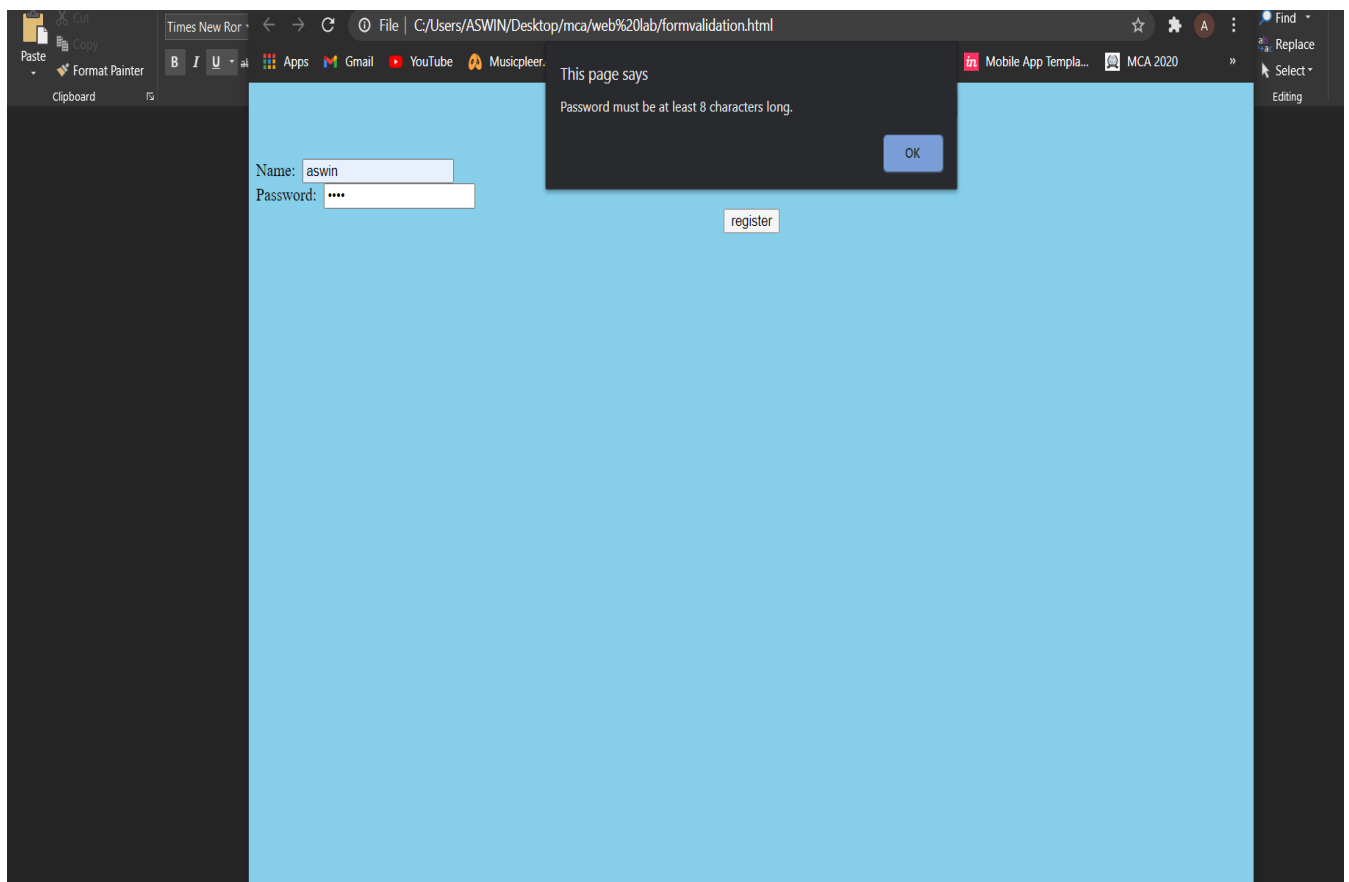 Cut
Copy
Paste
Format Painter
Clipboard
Times New Ror
B I U ab
File | C:/Users/ASWIN/Desktop/mca/web%20lab/formvalidation.html
A
Apps Gmail YouTube Musicpleer. in Mobile App Templa... MCA 2020 »
This page says
Password must be at least 8 characters long.
OK
Name: aswin
Password: ••••
register
Find
Replace
Select
Editing